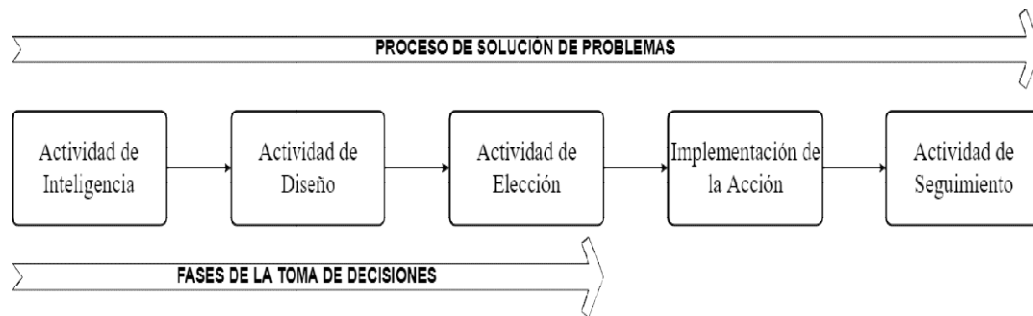 PROCESO DE SOLUCIÓN DE PROBLEMAS
Actividad de
Inteligencia
Actividad de
Diseño
Actividad de
Elección
Implementación de
la Acción
Actividad de
Seguimiento
FASES DE LA TOMA DE DECISIONES